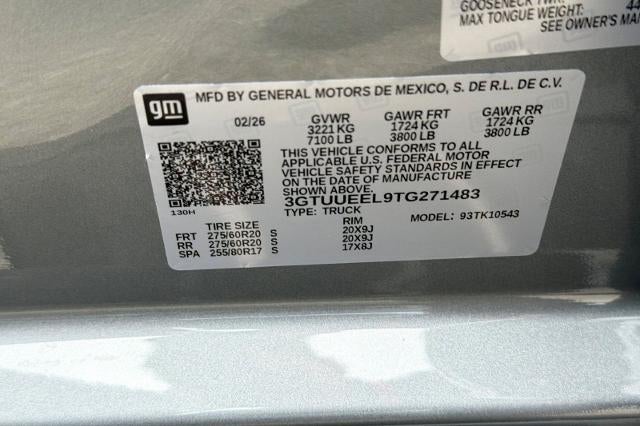 GOOSENECK TWR:
MAX TONGUE WEIGHT: 44
SEE OWNER'S MAN
gm
MFD BY GENERAL MOTORS DE MEXICO, S. DE R.L. DE C.V.
02/26 GVWR GAWR FRT GAWR RR
3221 KG 1724 KG 1724 KG
7100 LB 3800 LB 3800 LB
THIS VEHICLE CONFORMS TO ALL
APPLICABLE U.S. FEDERAL MOTOR
VEHICLE SAFETY STANDARDS IN EFFECT
ON THE DATE OF MANUFACTURE
SHOWN ABOVE.
3GTUUEEL9TG271483
130H
TYPE: TRUCK MODEL: 93TK10543
TIRE SIZE RIM
FRT 275/60R20 S 20X9J
RR 275/60R20 S 20X9J
SPA 255/80R17 S 17X8J